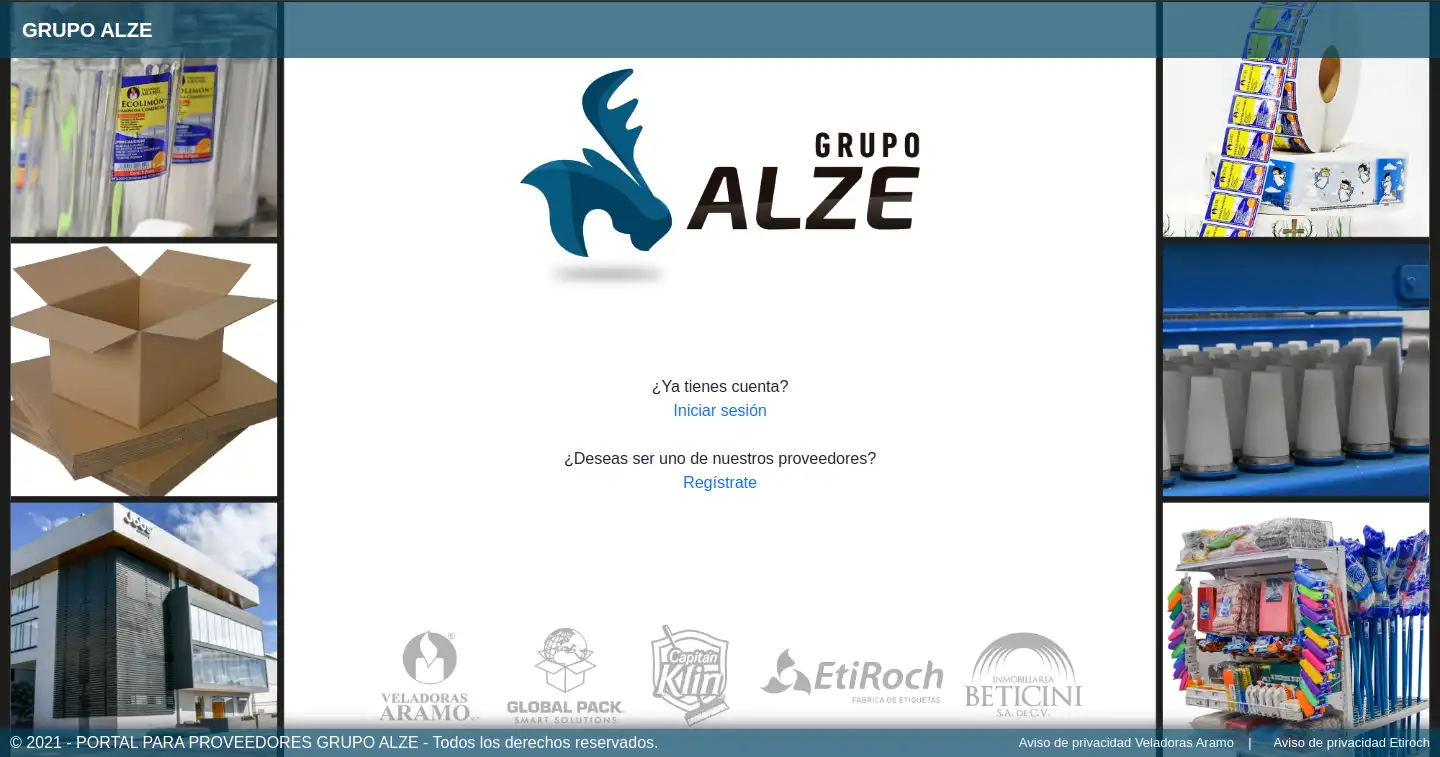 GRUPO ALZE
VELADORAS ARAMO
ECOLIMÓN
GRUPO
ALZE
¿Ya tienes cuenta?
Iniciar sesión
¿Deseas ser uno de nuestros proveedores?
Regístrate
VELADORAS
ARAMO
GLOBAL PACK
SMART SOLUTIONS
Capitán
Klin
EtiRoch
FABRICA DE ETIQUETAS
INMOBILIARIA
BETICINI
S.A. DE C.V.
© 2021 - PORTAL PARA PROVEEDORES GRUPO ALZE - Todos los derechos reservados.
Aviso de privacidad Veladoras Aramo | Aviso de privacidad Etiroch